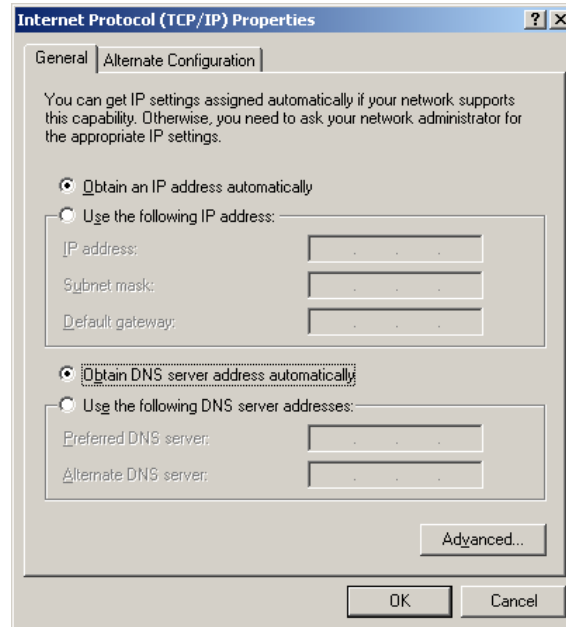 Internet Protocol (TCP/IP) Properties
General
Alternate Configuration
You can get IP settings assigned automatically if your network supports
this capability. Otherwise, you need to ask your network administrator for
the appropriate IP settings.
Obtain an IP address automatically
Use the following IP address:
IP address:
Subnet mask:
Default gateway:
Obtain DNS server address automatically
Use the following DNS server addresses:
Preferred DNS server:
Alternate DNS server:
Advanced...
OK
Cancel